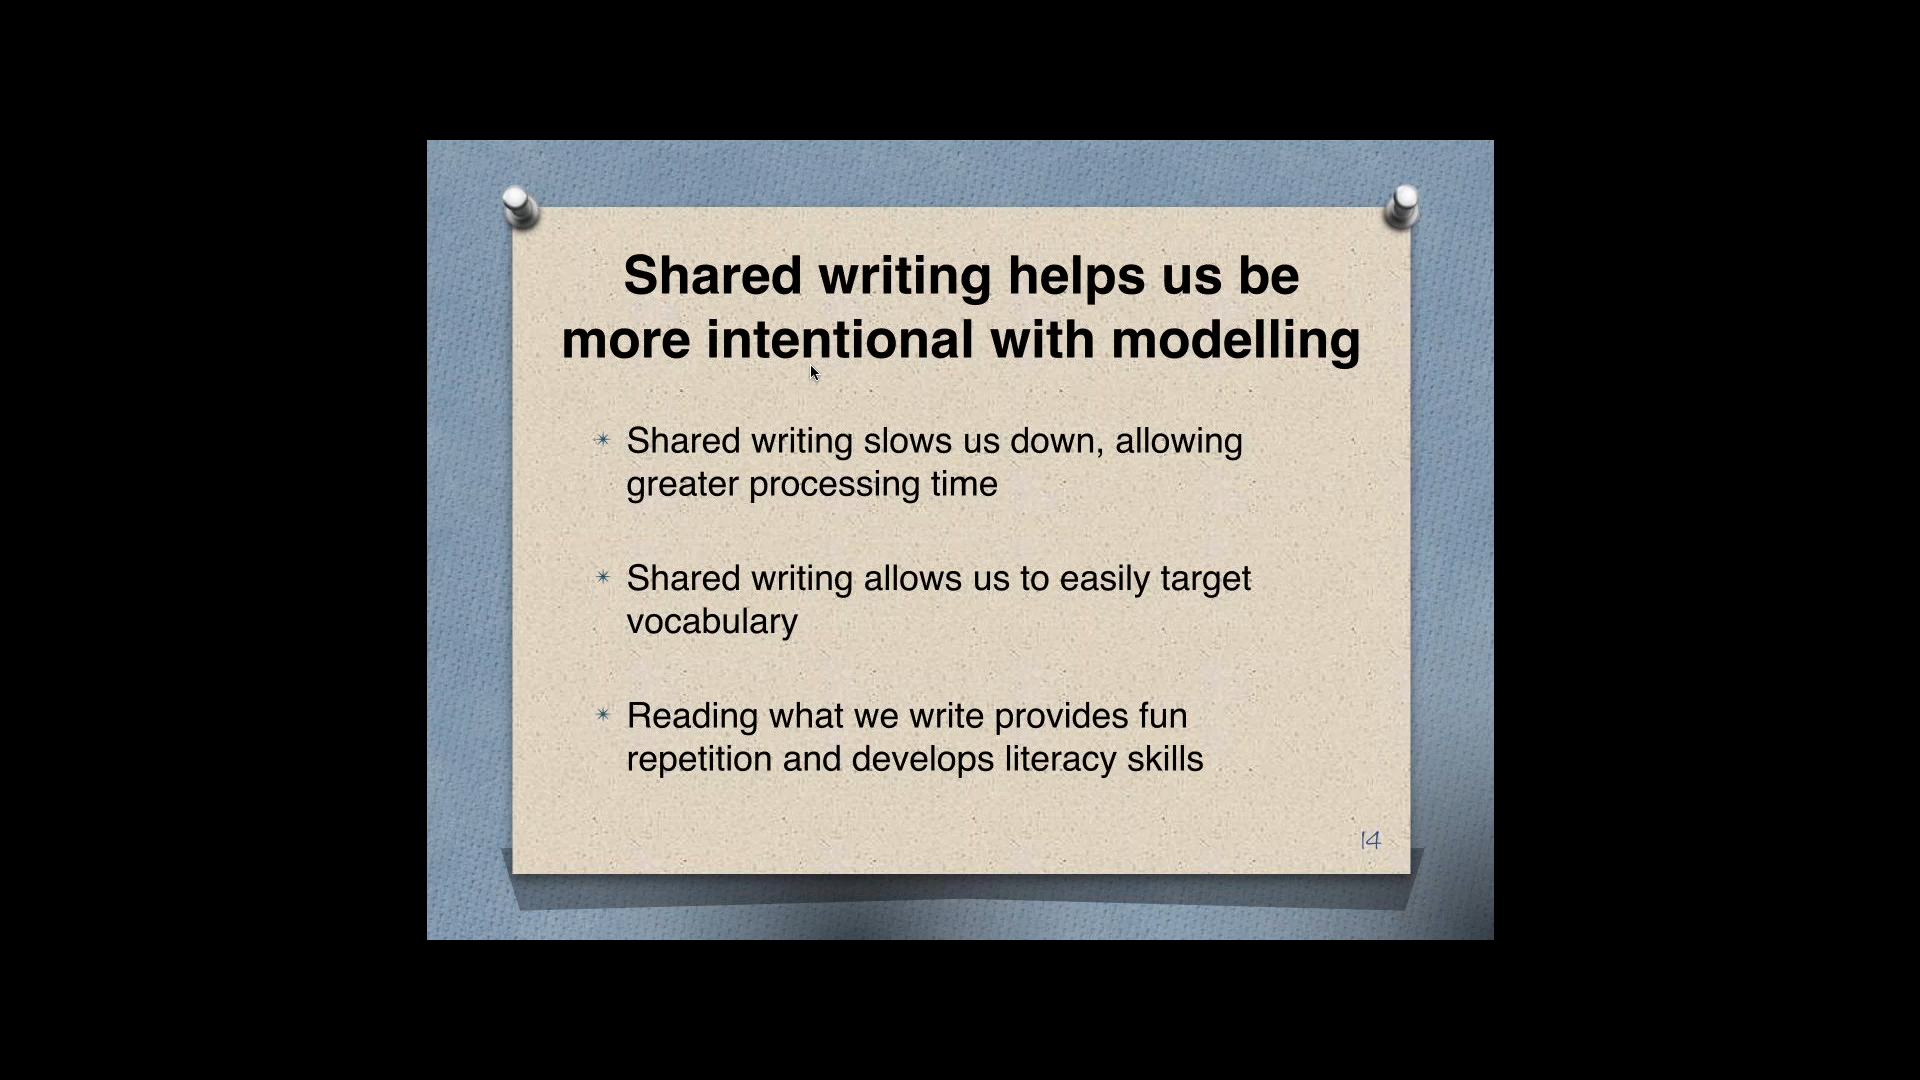 Shared writing helps us be
more intentional with modelling
Shared writing slows us down, allowing
greater processing time
Shared writing allows us to easily target
vocabulary
Reading what we write provides fun
repetition and develops literacy skills
14